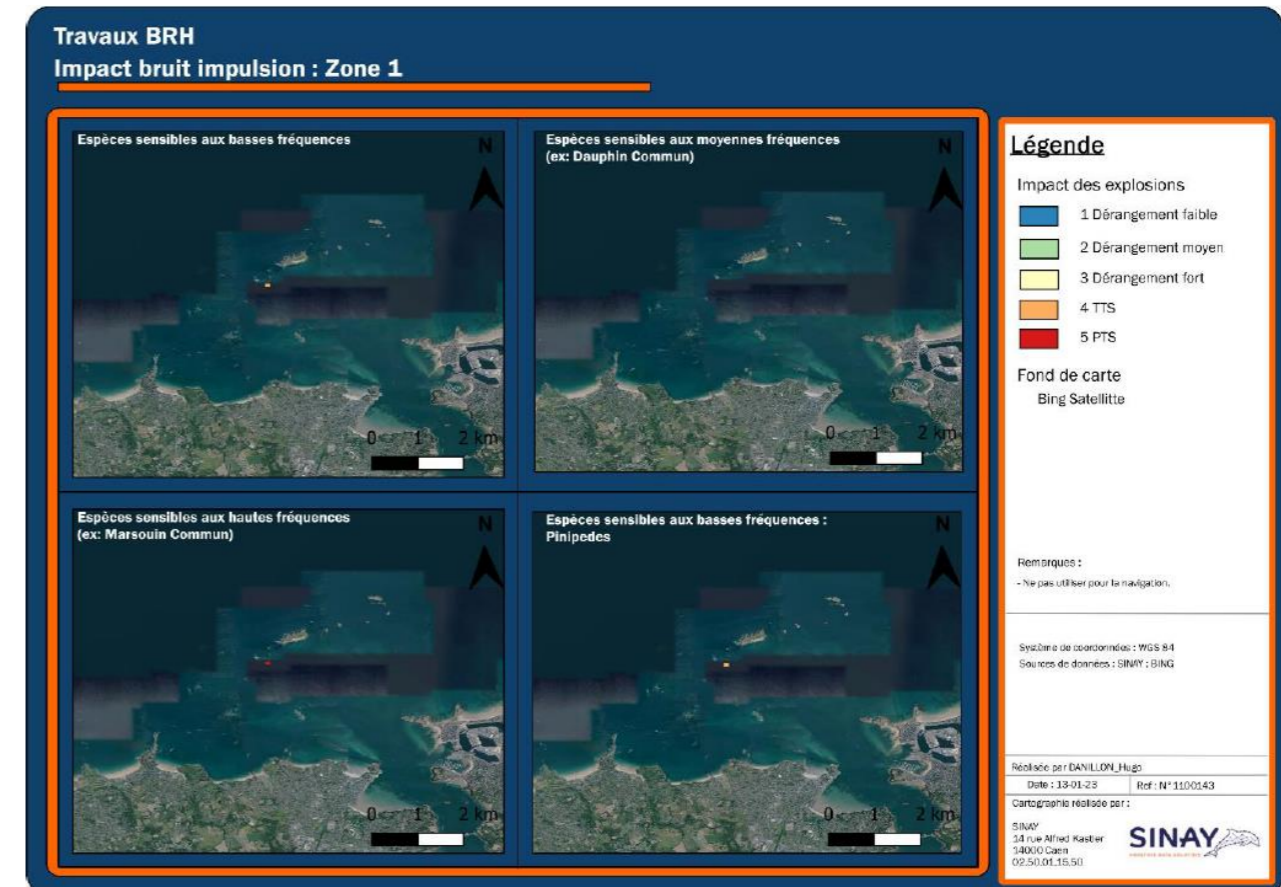 Travaux BRH
Impact bruit impulsion : Zone 1
Espèces sensibles aux basses fréquences
N
0 1 2 km
Espèces sensibles aux moyennes fréquences
(ex: Dauphin Commun)
N
0 1 2 km
Espèces sensibles aux hautes fréquences
(ex: Marsouin Commun)
N
0 1 2 km
Espèces sensibles aux basses fréquences :
Pinipedes
N
0 1 2 km
Légende
Impact des explosions
1 Dérangement faible
2 Dérangement moyen
3 Dérangement fort
4 TTS
5 PTS
Fond de carte
Bing Satellitte
Remarques :
- Ne pas utiliser pour la navigation.
Système de coordonnées : WGS 84
Sources de données : SINAY ; BING
Réalisée par DANILLON_Hugo
Date : 13-01-23 Ref : N°1100143
Cartographie réalisée par :
SINAY
14 rue Alfred Kastler
14000 Caen
02.50.01.15.50
SINAY